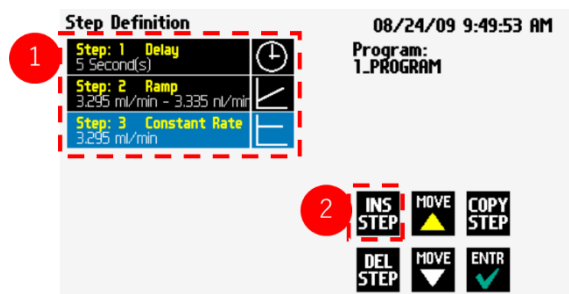 Step Definition
08/24/09 9:49:53 AM
1
Step: 1 Delay
5 Second(s)
Program:
1_PROGRAM
Step: 2 Ramp
3.295 ml/min - 3.335 nl/min
Step: 3 Constant Rate
3.295 ml/min
2
INS
STEP
MOVE
COPY
STEP
DEL
STEP
MOVE
ENTR